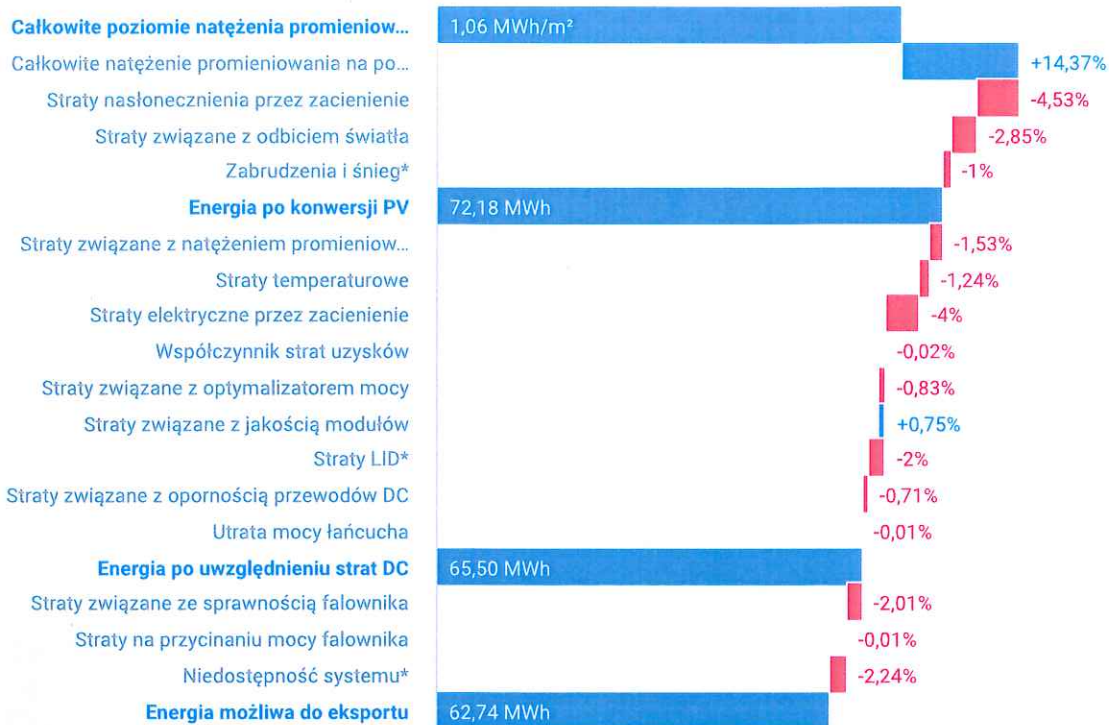 Całkowite poziomie natężenia promieniow... 1,06 MWh/m²
Całkowite natężenie promieniowania na po... +14,37%
Straty nasłonecznienia przez zacienienie -4,53%
Straty związane z odbiciem światła -2,85%
Zabrudzenia i śnieg* -1%
Energia po konwersji PV 72,18 MWh
Straty związane z natężeniem promieniow... -1,53%
Straty temperaturowe -1,24%
Straty elektryczne przez zacienienie -4%
Współczynnik strat uzysków -0,02%
Straty związane z optymalizatorem mocy -0,83%
Straty związane z jakością modułów +0,75%
Straty LID* -2%
Straty związane z opornością przewodów DC -0,71%
Utrata mocy łańcucha -0,01%
Energia po uwzględnieniu strat DC 65,50 MWh
Straty związane ze sprawnością falownika -2,01%
Straty na przycinaniu mocy falownika -0,01%
Niedostępność systemu* -2,24%
Energia możliwa do eksportu 62,74 MWh